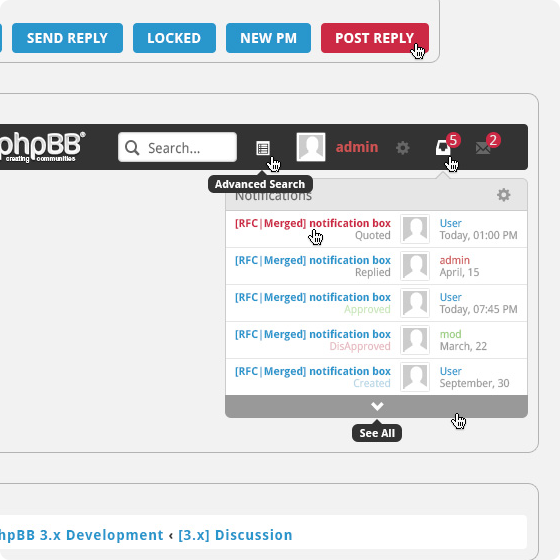 SEND REPLY
LOCKED
NEW PM
POST REPLY
phpBB®
creating communities
Search...
admin
5
2
Advanced Search
Notifications
[RFC|Merged] notification box
Quoted
User
Today, 01:00 PM
[RFC|Merged] notification box
Replied
admin
April, 15
[RFC|Merged] notification box
Approved
User
Today, 07:45 PM
[RFC|Merged] notification box
DisApproved
mod
March, 22
[RFC|Merged] notification box
Created
User
September, 30
See All
hpBB 3.x Development ‹ [3.x] Discussion